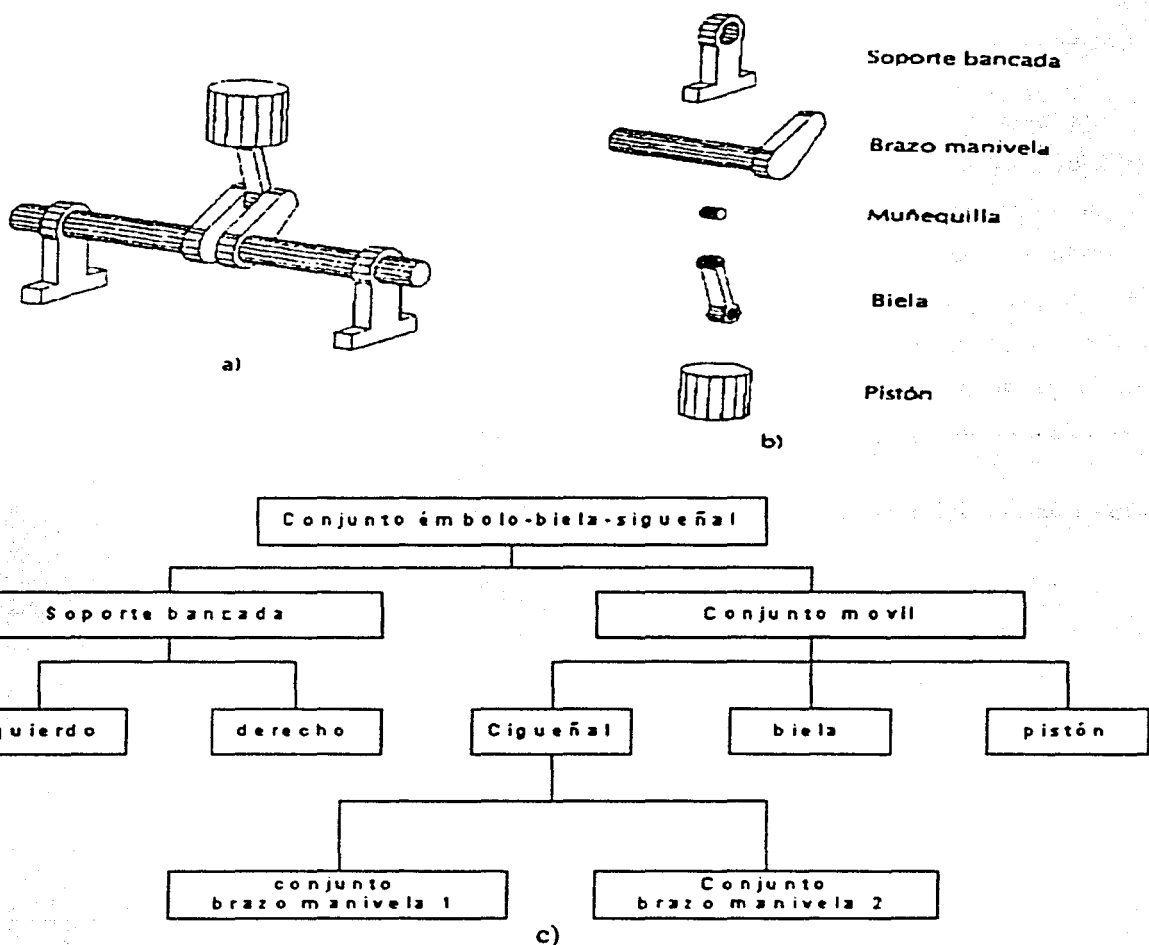 Soporte bancada
Brazo manivela
Muñequilla
Biela
Pistón
a)
b)
Conjunto émbolo-biela-sigueñal
Soporte bancada
Conjunto movil
quierdo
derecho
Cigueñal
biela
pistón
conjunto
brazo manivela 1
Conjunto
brazo manivela 2
c)